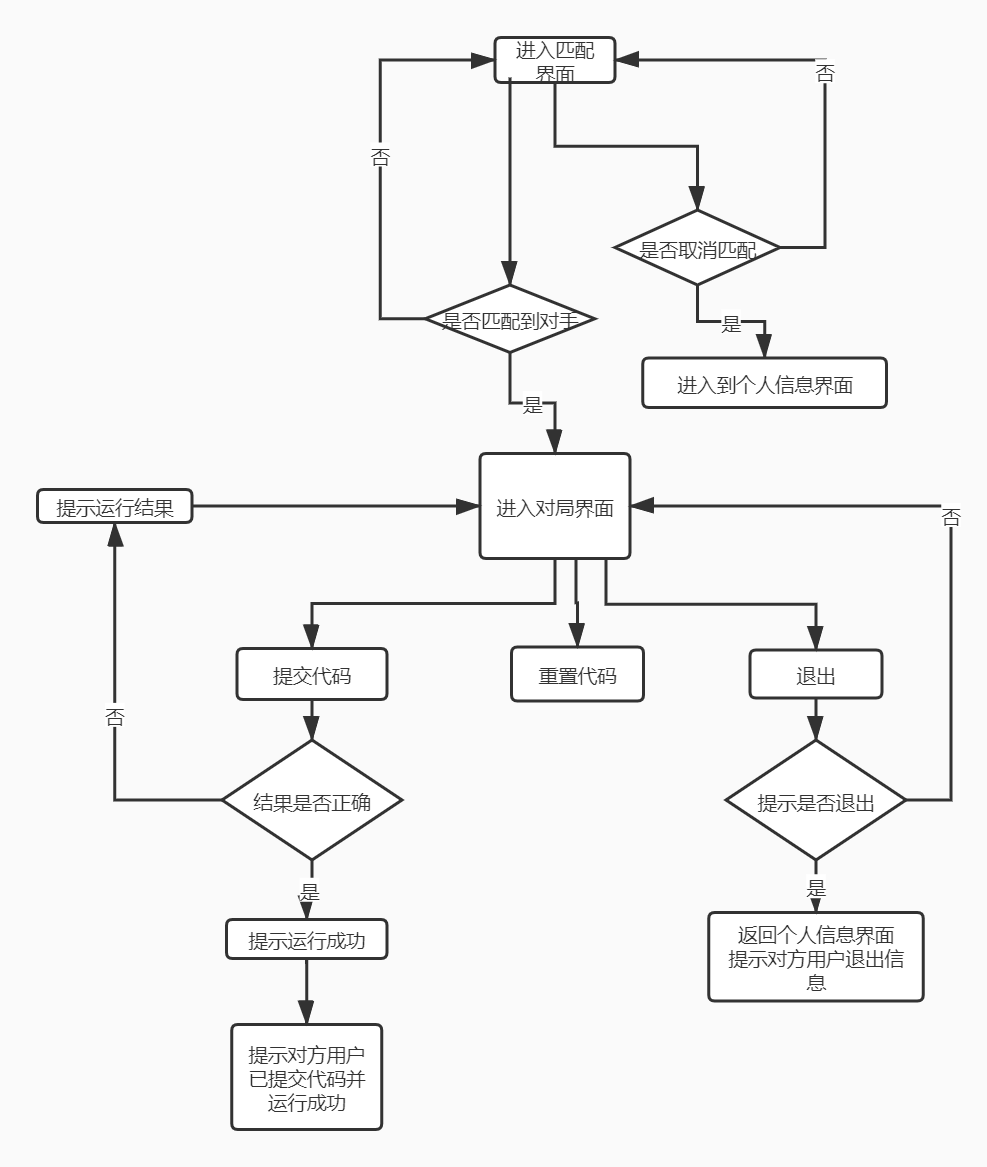 进入匹配
界面
否
否
是否取消匹配
是否匹配到对手
是
进入到个人信息界面
是
提示运行结果
进入对局界面
否
提交代码
重置代码
退出
否
结果是否正确
提示是否退出
是
是
提示运行成功
返回个人信息界面
提示对方用户退出信
息
提示对方用户
已提交代码并
运行成功